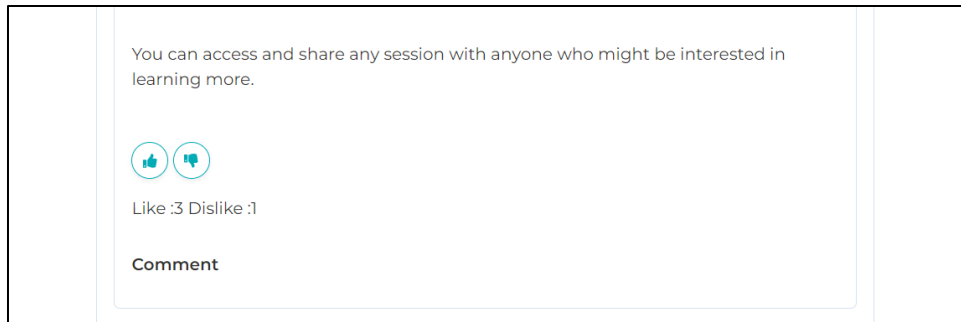 You can access and share any session with anyone who might be interested in
learning more.
Like :3 Dislike :1
Comment